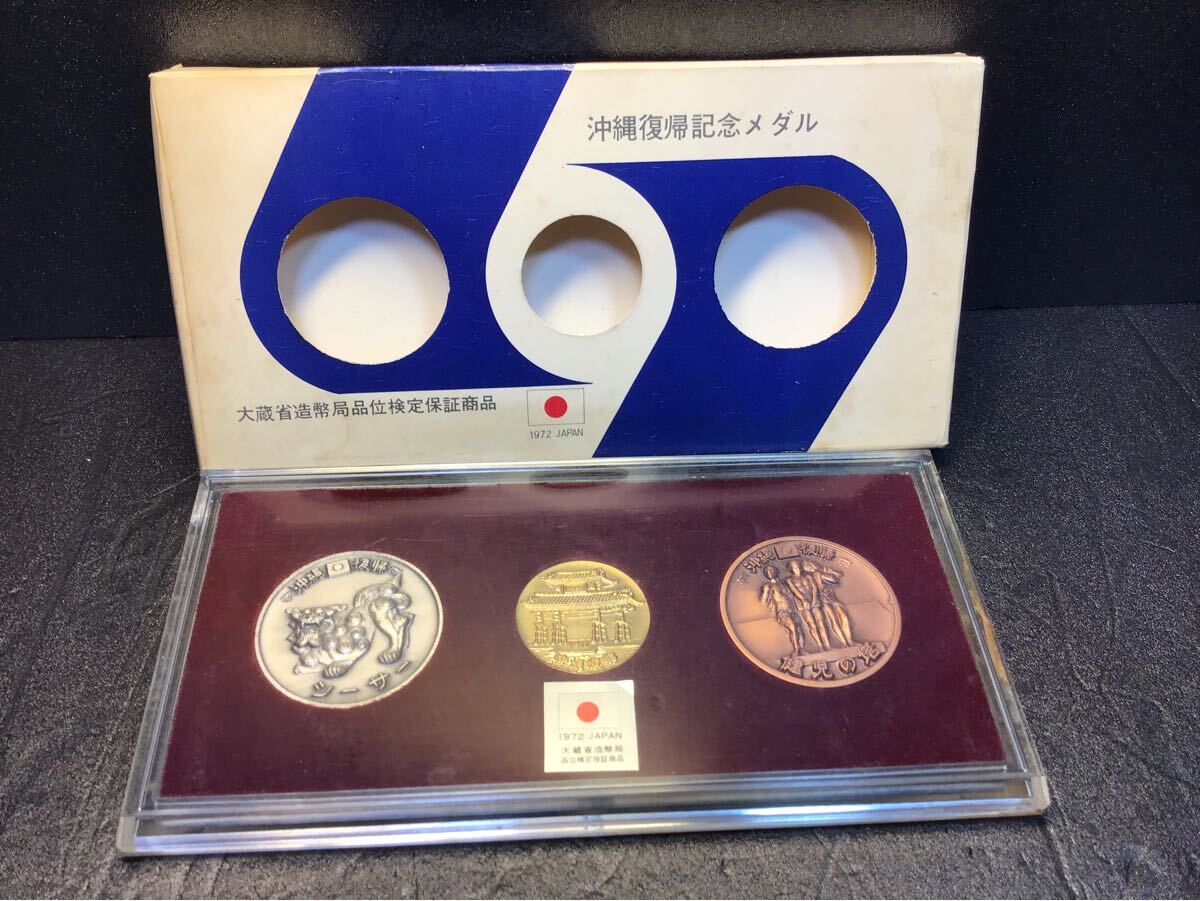 沖縄復帰記念メダル
大蔵省造幣局品位検定保証商品
1972 JAPAN
沖縄 復帰
シーサー
沖縄 復帰
健児の塔
1972 JAPAN
大蔵省造幣局
品位検定保証商品